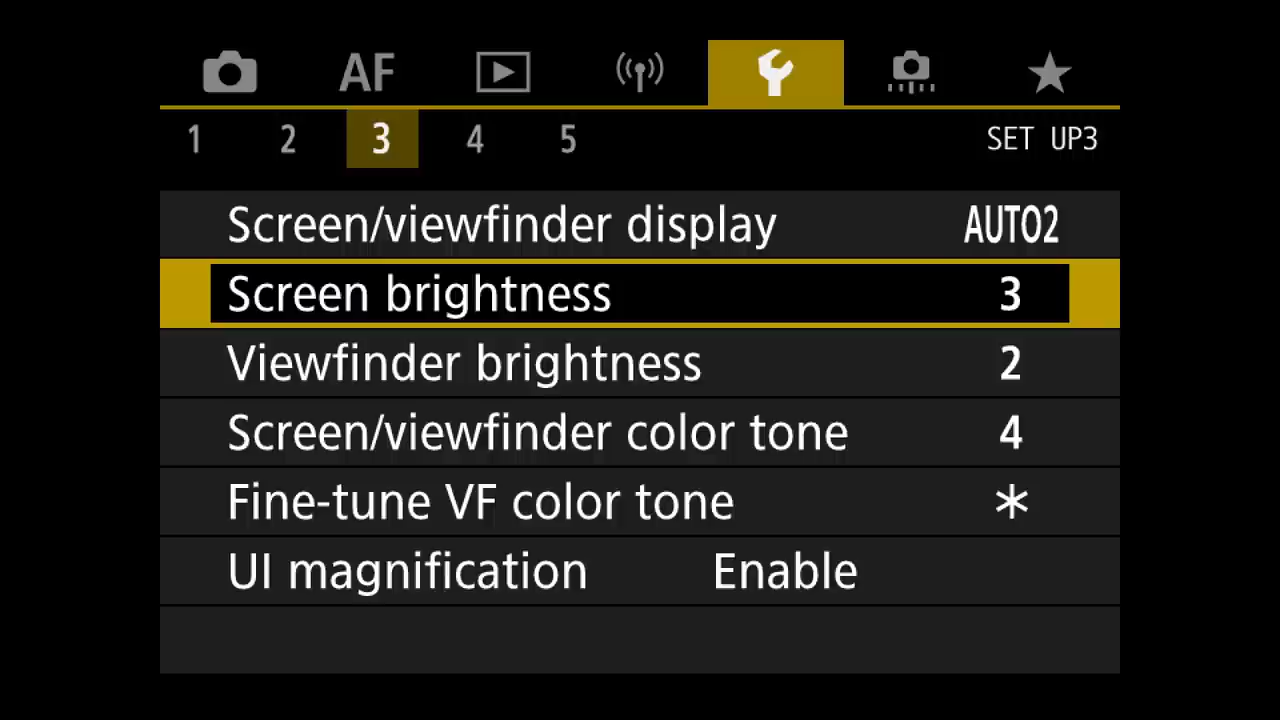 AF
1 2 3 4 5 SET UP3
Screen/viewfinder display AUTO2
Screen brightness 3
Viewfinder brightness 2
Screen/viewfinder color tone 4
Fine-tune VF color tone *
UI magnification Enable